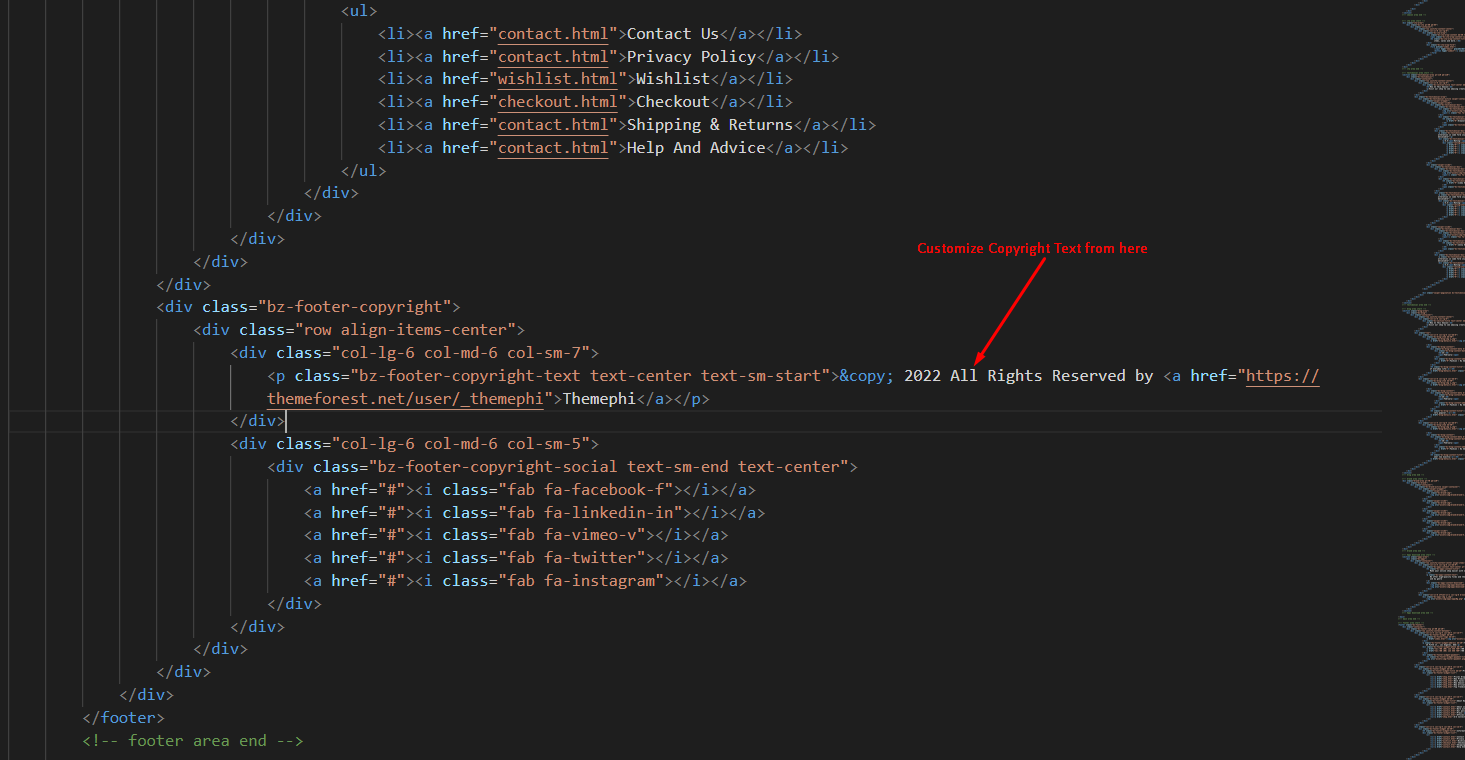 <ul>
<li><a href="contact.html">Contact Us</a></li>
<li><a href="contact.html">Privacy Policy</a></li>
<li><a href="wishlist.html">Wishlist</a></li>
<li><a href="checkout.html">Checkout</a></li>
<li><a href="contact.html">Shipping & Returns</a></li>
<li><a href="contact.html">Help And Advice</a></li>
</ul>
</div>
</div>
</div>
</div>
Customize Copyright Text from here
</div>
<div class="bz-footer-copyright">
<div class="row align-items-center">
<div class="col-lg-6 col-md-6 col-sm-7">
<p class="bz-footer-copyright-text text-center text-sm-start">&copy; 2022 All Rights Reserved by <a href="https://
themeforest.net/user/_themephi">Themephi</a></p>
</div>
<div class="col-lg-6 col-md-6 col-sm-5">
<div class="bz-footer-copyright-social text-sm-end text-center">
<a href="#"><i class="fab fa-facebook-f"></i></a>
<a href="#"><i class="fab fa-linkedin-in"></i></a>
<a href="#"><i class="fab fa-vimeo-v"></i></a>
<a href="#"><i class="fab fa-twitter"></i></a>
<a href="#"><i class="fab fa-instagram"></i></a>
</div>
</div>
</div>
</div>
</div>
</footer>
<!-- footer area end -->